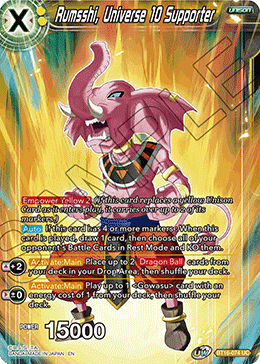 X
Rumsshi, Universe 10 Supporter
UNISON
Empower Yellow 2 (If this card replaces a yellow Unison
Card as it enters play, it carries over up to 2 of its
markers.)
Auto If this card has 4 or more markers: When this
card is played, draw 1 card, then choose all of your
opponent's Battle Cards in Rest Mode and KO them.
+2 Activate:Main Place up to 2 Dragon Ball cards from
your deck in your Drop Area, then shuffle your deck.
±0 Activate:Main Play up to 1 <Gowasu> card with an
energy cost of 1 from your deck, then shuffle your
deck.
POWER 15000
BANDAI MADE IN JAPAN EN
BT16-074 UC